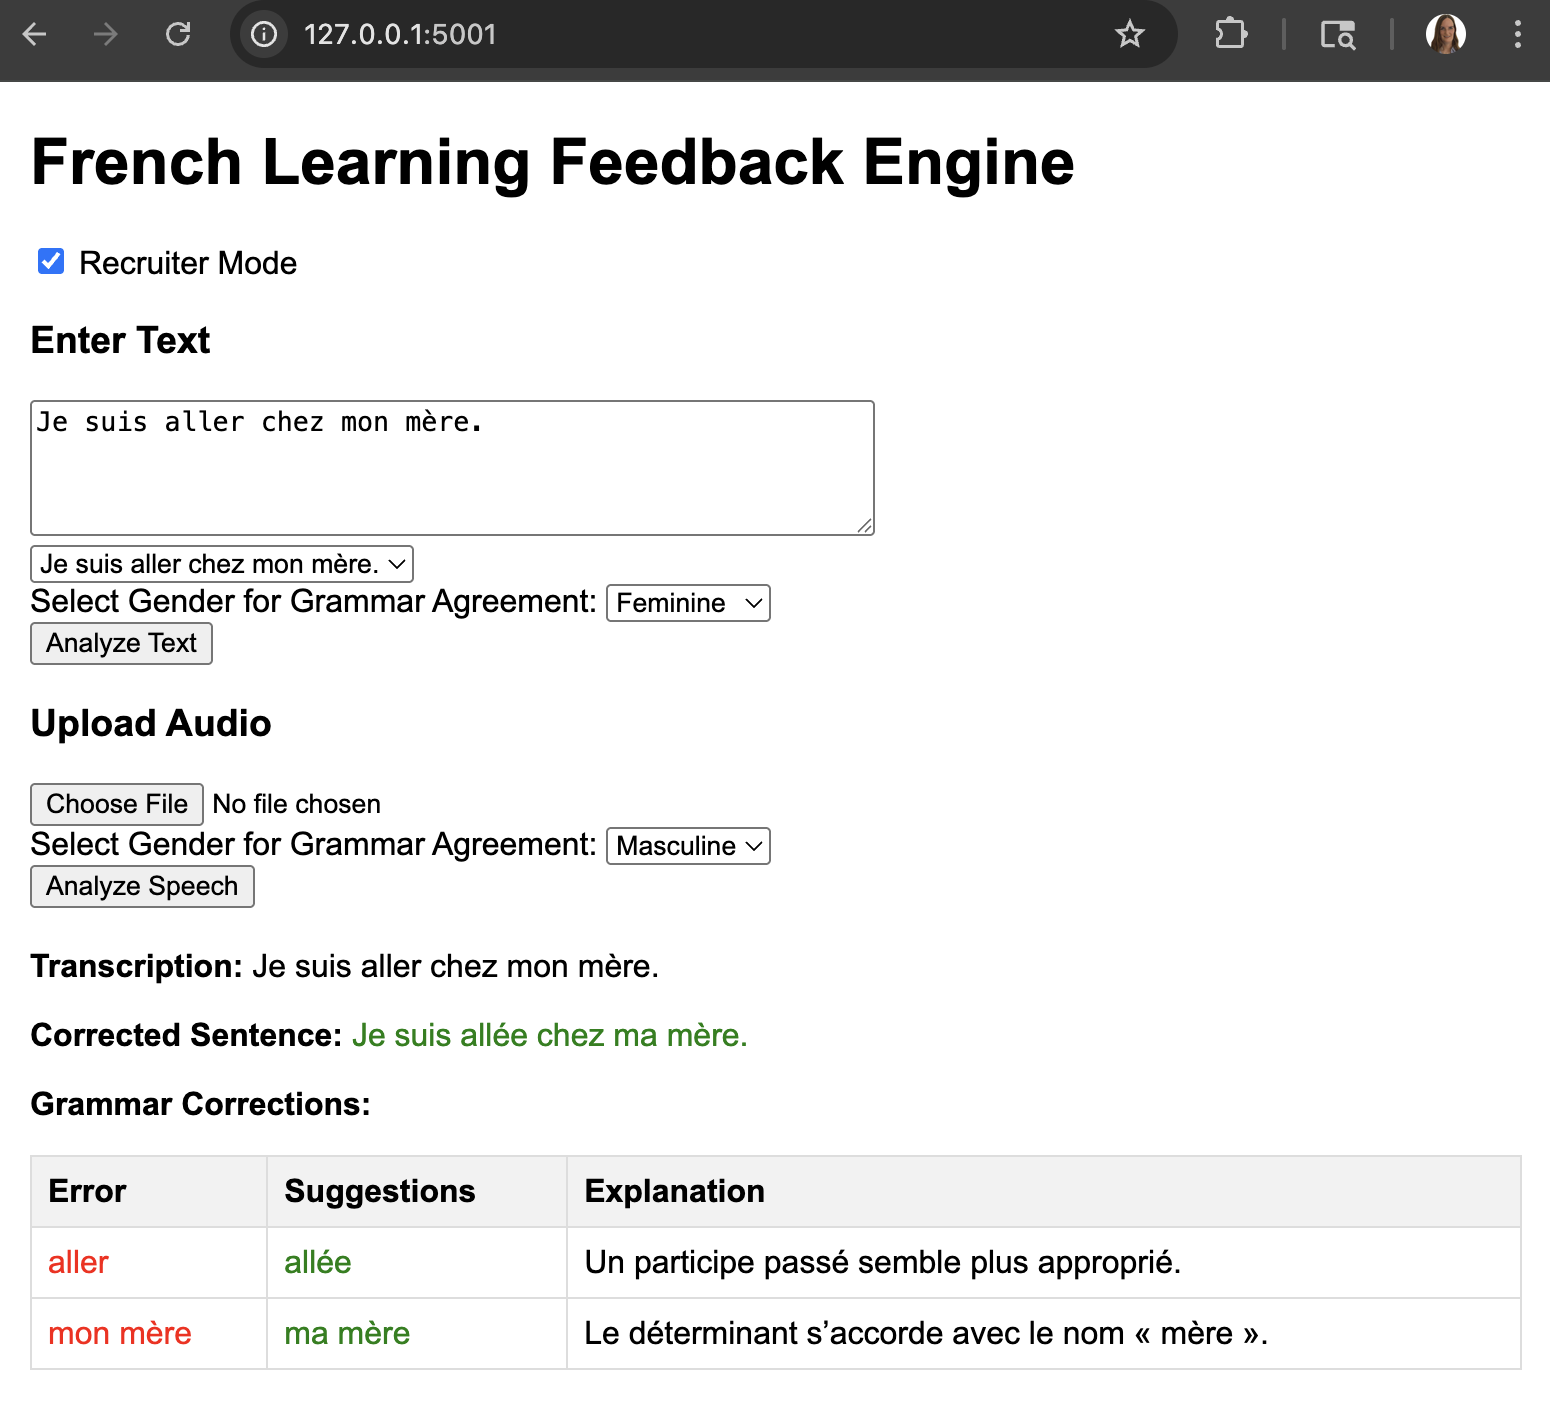 127.0.0.1:5001
French Learning Feedback Engine
Recruiter Mode
Enter Text
Je suis aller chez mon mère.
Je suis aller chez mon mère.
Select Gender for Grammar Agreement: Feminine
Analyze Text
Upload Audio
Choose File No file chosen
Select Gender for Grammar Agreement: Masculine
Analyze Speech
Transcription: Je suis aller chez mon mère.
Corrected Sentence: Je suis allée chez ma mère.
Grammar Corrections:
Error Suggestions Explanation
aller allée Un participe passé semble plus approprié.
mon mère ma mère Le déterminant s’accorde avec le nom « mère ».